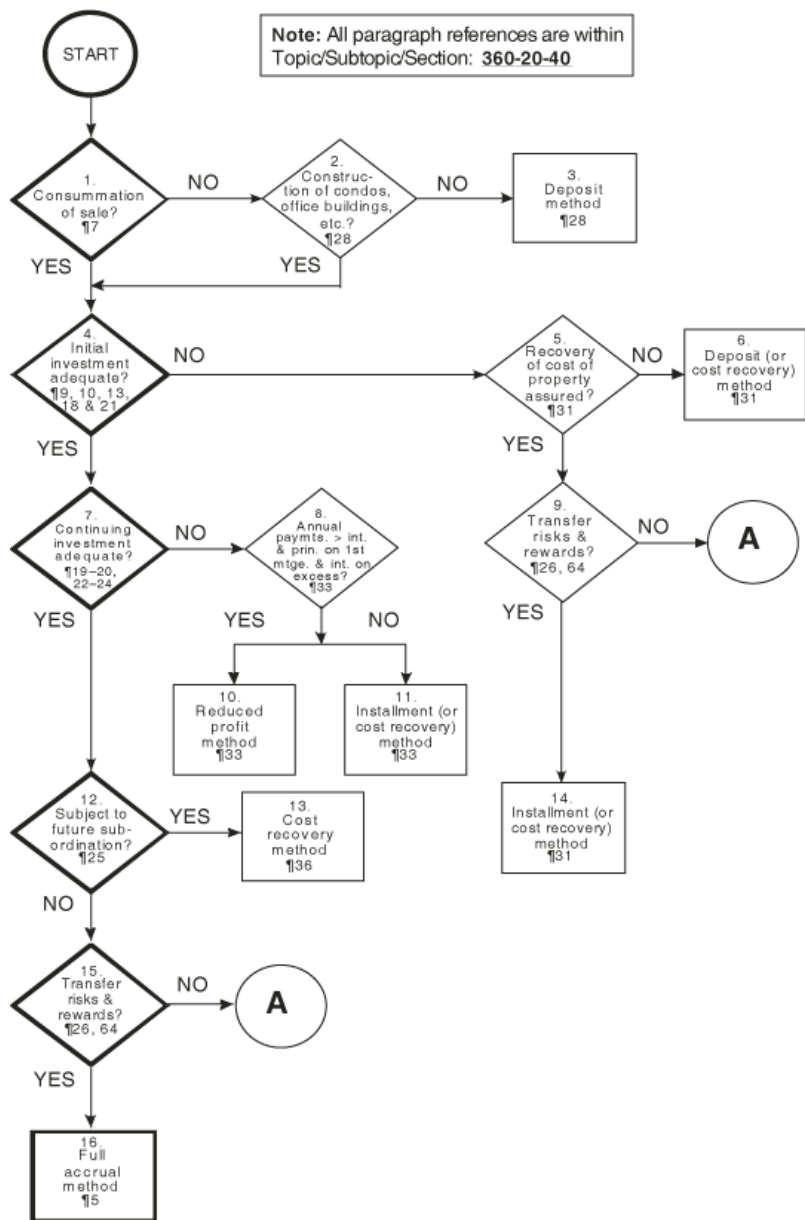 START
Note: All paragraph references are within
Topic/Subtopic/Section: 360-20-40
1.
Consummation
of sale?
¶7
NO
2.
Construc-
tion of condos,
office buildings,
etc.?
¶28
NO
3.
Deposit
method
¶28
YES
YES
4.
Initial
investment
adequate?
¶9, 10, 13,
18 & 21
NO
5.
Recovery
of cost of
property
assured?
¶31
NO
6.
Deposit (or
cost recovery)
method
¶31
YES
YES
7.
Continuing
investment
adequate?
¶19–20,
22–24
NO
8.
Annual
paymts. > int.
& prin. on 1st
mtge. & int. on
excess?
¶33
9.
Transfer
risks &
rewards?
¶26, 64
NO
A
YES
YES
NO
YES
10.
Reduced
profit
method
¶33
11.
Installment (or
cost recovery)
method
¶33
12.
Subject to
future sub-
ordination?
¶25
YES
13.
Cost
recovery
method
¶36
14.
Installment (or
cost recovery)
method
¶31
NO
15.
Transfer
risks &
rewards?
¶26, 64
NO
A
YES
16.
Full
accrual
method
¶5